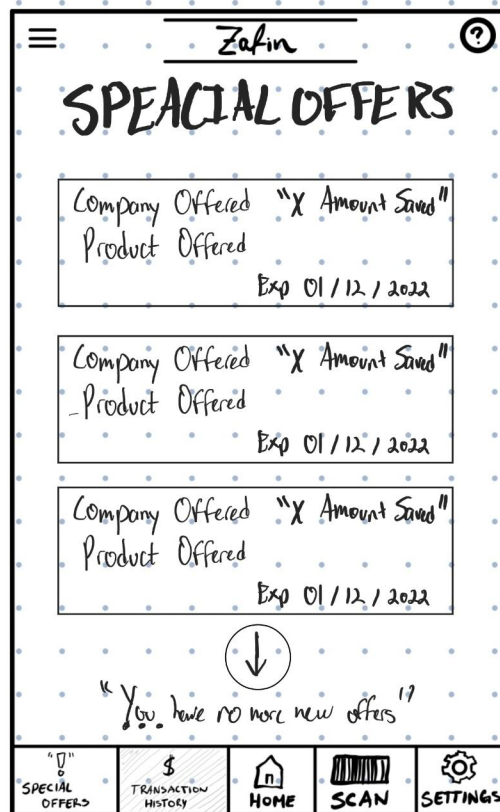 Zafin
?
SPEACIAL OFFERS
Company Offered "X Amount Saved"
Product Offered
Exp 01/12/2022
Company Offered "X Amount Saved"
Product Offered
Exp 01/12/2022
Company Offered "X Amount Saved"
Product Offered
Exp 01/12/2022
"You have no more new offers"
"!" $
SPECIAL OFFERS
TRANSACTION HISTORY
HOME
SCAN
SETTINGS